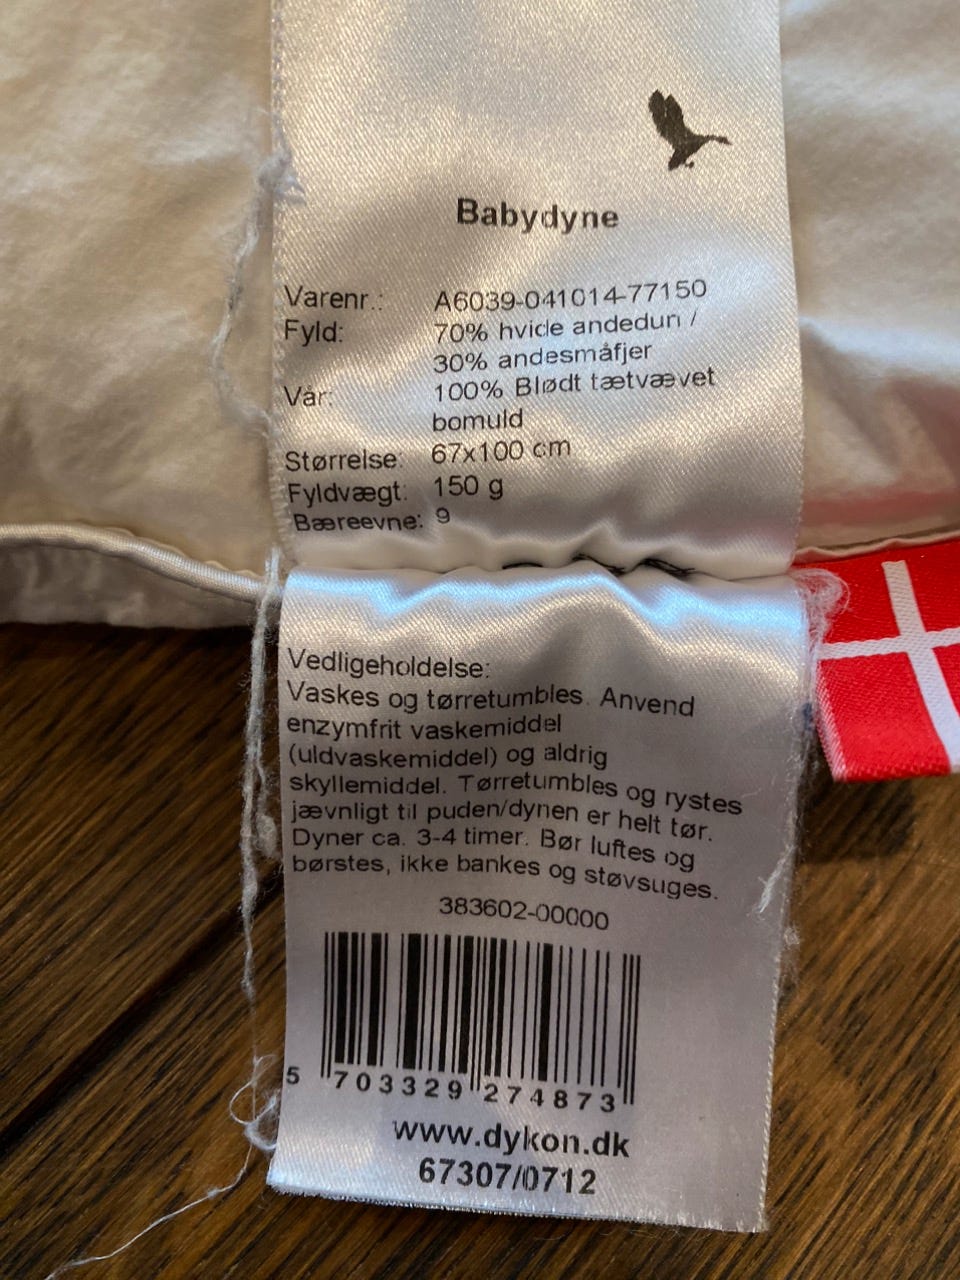 Babydyne
Varenr.: A6039-041014-77150
Fyld: 70% hvide andedun /
30% andesmåfjer
Vår: 100% Blødt tætvævet
bomuld
Størrelse: 67x100 cm
Fyldvægt: 150 g
Bæreevne: 9
Vedligeholdelse:
Vaskes og tørretumbles. Anvend
enzymfrit vaskemiddel
(uldvaskemiddel) og aldrig
skyllemiddel. Tørretumbles og rystes
jævnligt til puden/dynen er helt tør.
Dyner ca. 3-4 timer. Bør luftes og
børstes, ikke bankes og støvsuges.
383602-00000
5 703329 274873
www.dykon.dk
67307/0712